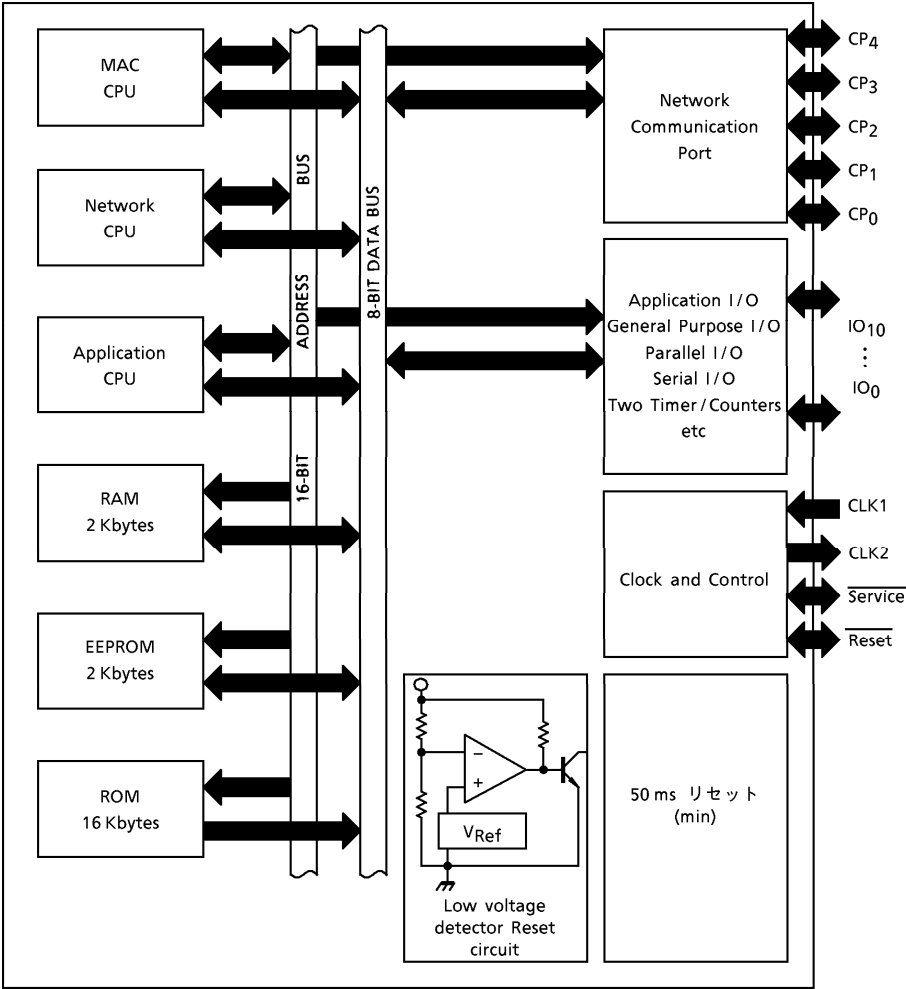 MAC
CPU
Network
CPU
Application
CPU
RAM
2 Kbytes
EEPROM
2 Kbytes
ROM
16 Kbytes
16-BIT ADDRESS BUS
8-BIT DATA BUS
Network
Communication
Port
CP4
CP3
CP2
CP1
CP0
Application I/O
General Purpose I/O
Parallel I/O
Serial I/O
Two Timer/Counters
etc
IO10
⋮
IO0
Clock and Control
CLK1
CLK2
Service
Reset
−
+
VRef
Low voltage
detector Reset
circuit
50 ms リセット
(min)